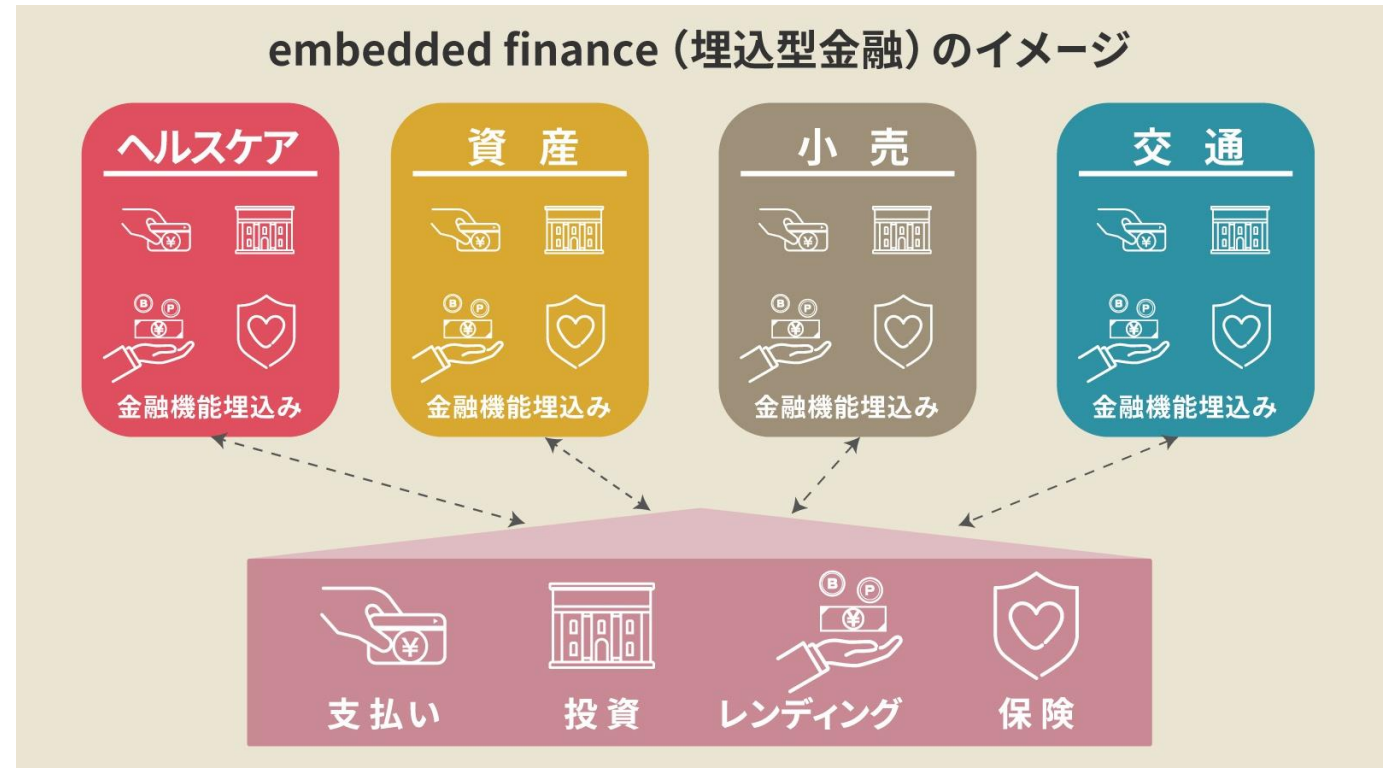 embedded finance（埋込型金融）のイメージ
ヘルスケア
資産
小売
交通
¥
¥
¥
¥
B P
¥
B P
¥
B P
¥
B P
¥
金融機能埋込み
金融機能埋込み
金融機能埋込み
金融機能埋込み
¥
B P
¥
支払い
投資
レンディング
保険